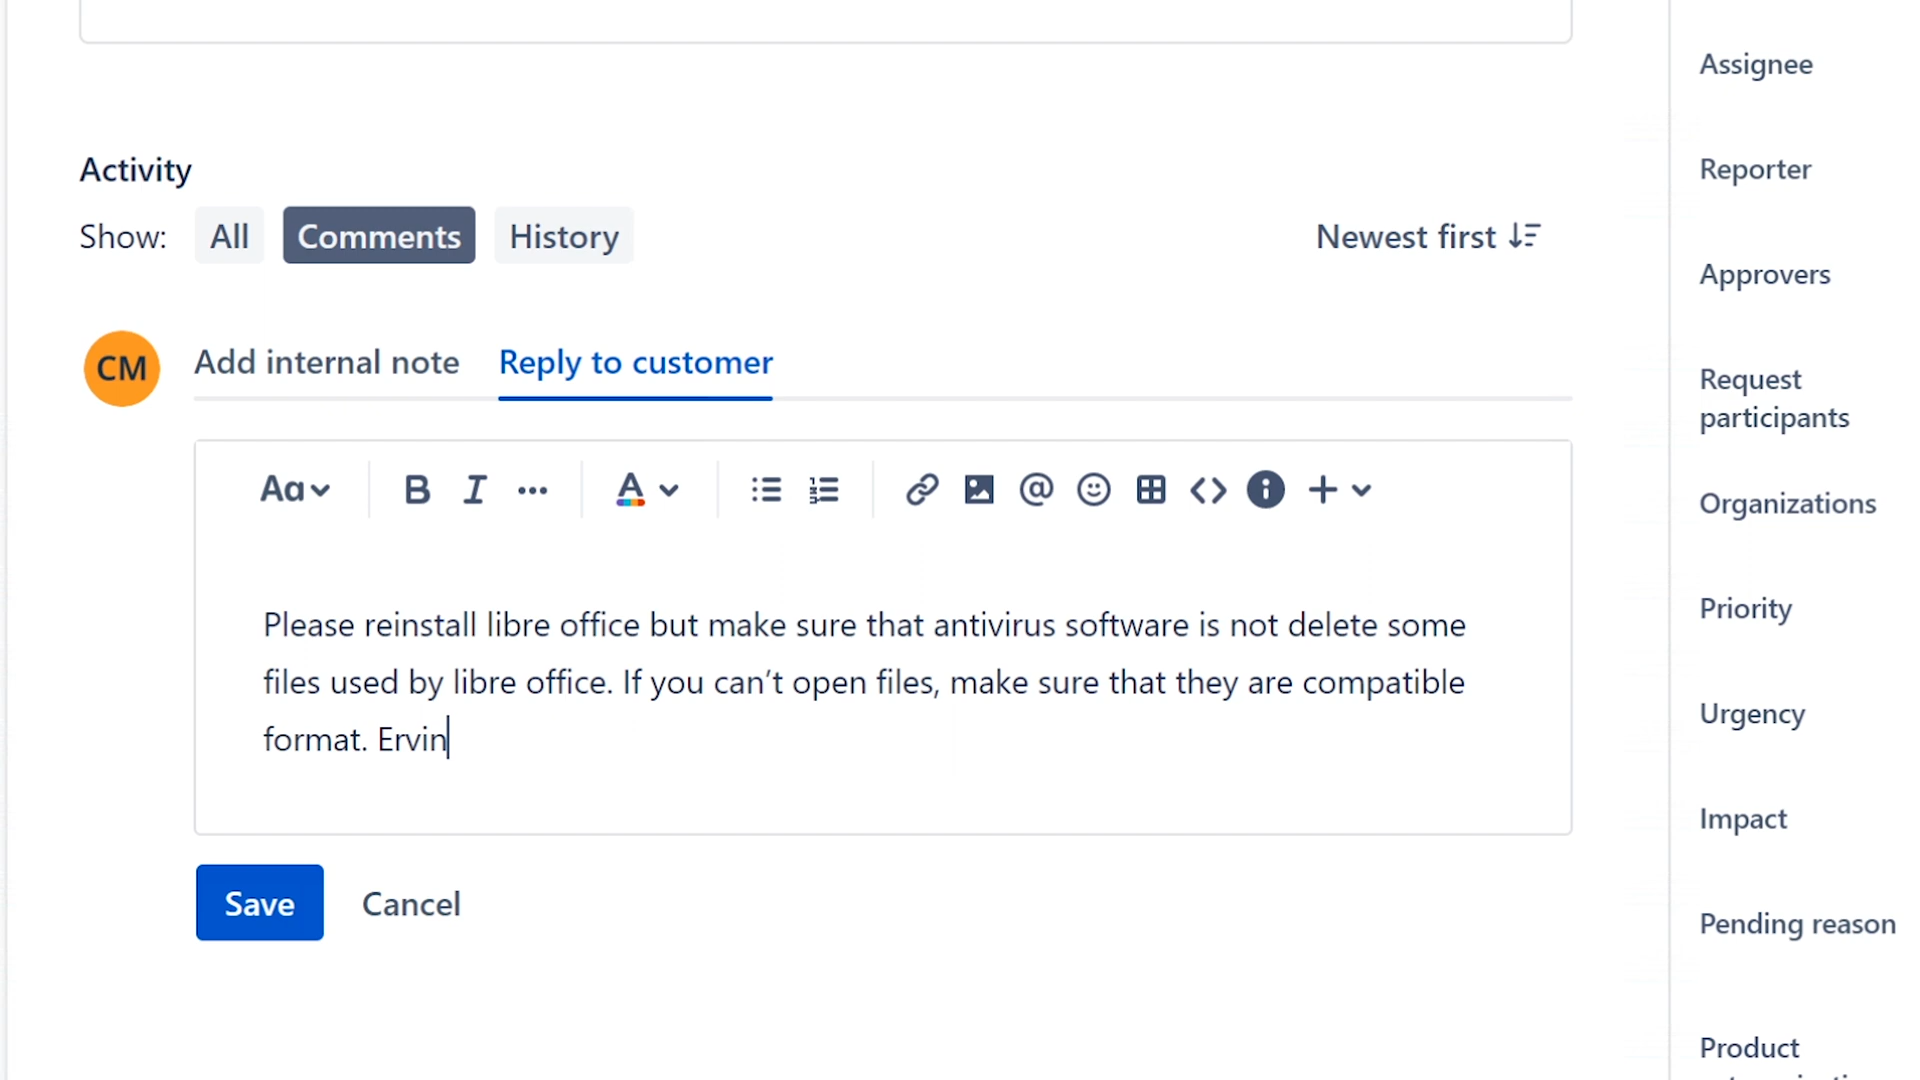 Assignee
Activity
Reporter
Show: All Comments History Newest first
Approvers
CM Add internal note Reply to customer
Request
participants
Aa B I A
Organizations
Please reinstall libre office but make sure that antivirus software is not delete some
Priority
files used by libre office. If you can’t open files, make sure that they are compatible
format. Ervin
Urgency
Impact
Save Cancel
Pending reason
Product